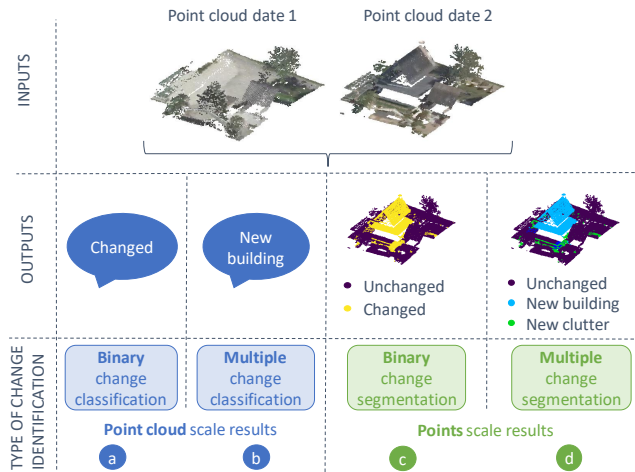 Point cloud date 1
Point cloud date 2
INPUTS
OUTPUTS
Changed
New
building
Unchanged
Changed
Unchanged
New building
New clutter
TYPE OF CHANGE
IDENTIFICATION
Binary
change
classification
Multiple
change
classification
Binary
change
segmentation
Multiple
change
segmentation
Point cloud scale results
Points scale results
a
b
c
d